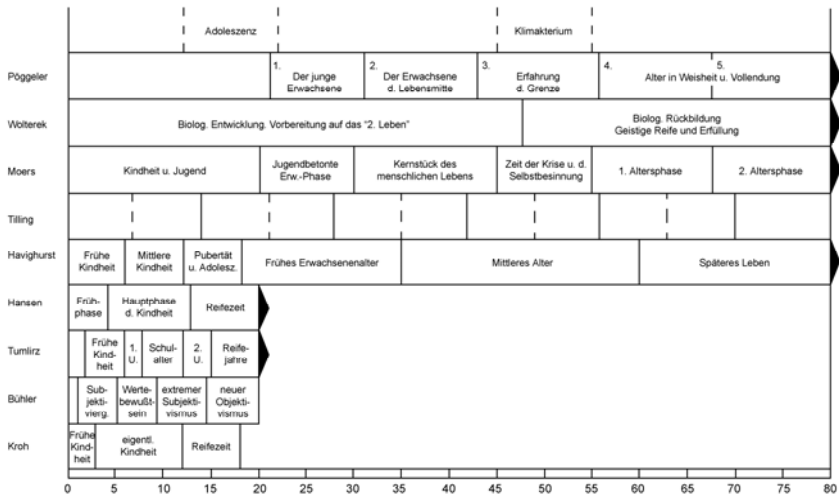 Adoleszenz
Klimakterium
Pöggeler
1.
Der junge
Erwachsene
2.
Der Erwachsene
d. Lebensmitte
3.
Erfahrung
d. Grenze
4.
Alter in Weisheit u. Vollendung
5.
Wolterek
Biolog. Entwicklung. Vorbereitung auf das "2. Leben"
Biolog. Rückbildung
Geistige Reife und Erfüllung
Moers
Kindheit u. Jugend
Jugendbetonte
Erw.-Phase
Kernstück des
menschlichen Lebens
Zeit der Krise u. d.
Selbstbesinnung
1. Altersphase
2. Altersphase
Tilling
Havighurst
Frühe
Kindheit
Mittlere
Kindheit
Pubertät
u. Adolesz.
Frühes Erwachsenenalter
Mittleres Alter
Späteres Leben
Hansen
Früh-
phase
Hauptphase
d. Kindheit
Reifezeit
Tumlirz
Frühe
Kind-
heit
1.
U.
Schul-
alter
2.
U.
Reife-
jahre
Bühler
Sub-
jekti-
vierg.
Werte-
bewußt-
sein
extremer
Subjekti-
vismus
neuer
Objekti-
vismus
Kroh
Frühe
Kind-
heit
eigentl.
Kindheit
Reifezeit
0 5 10 15 20 25 30 35 40 45 50 55 60 65 70 75 80